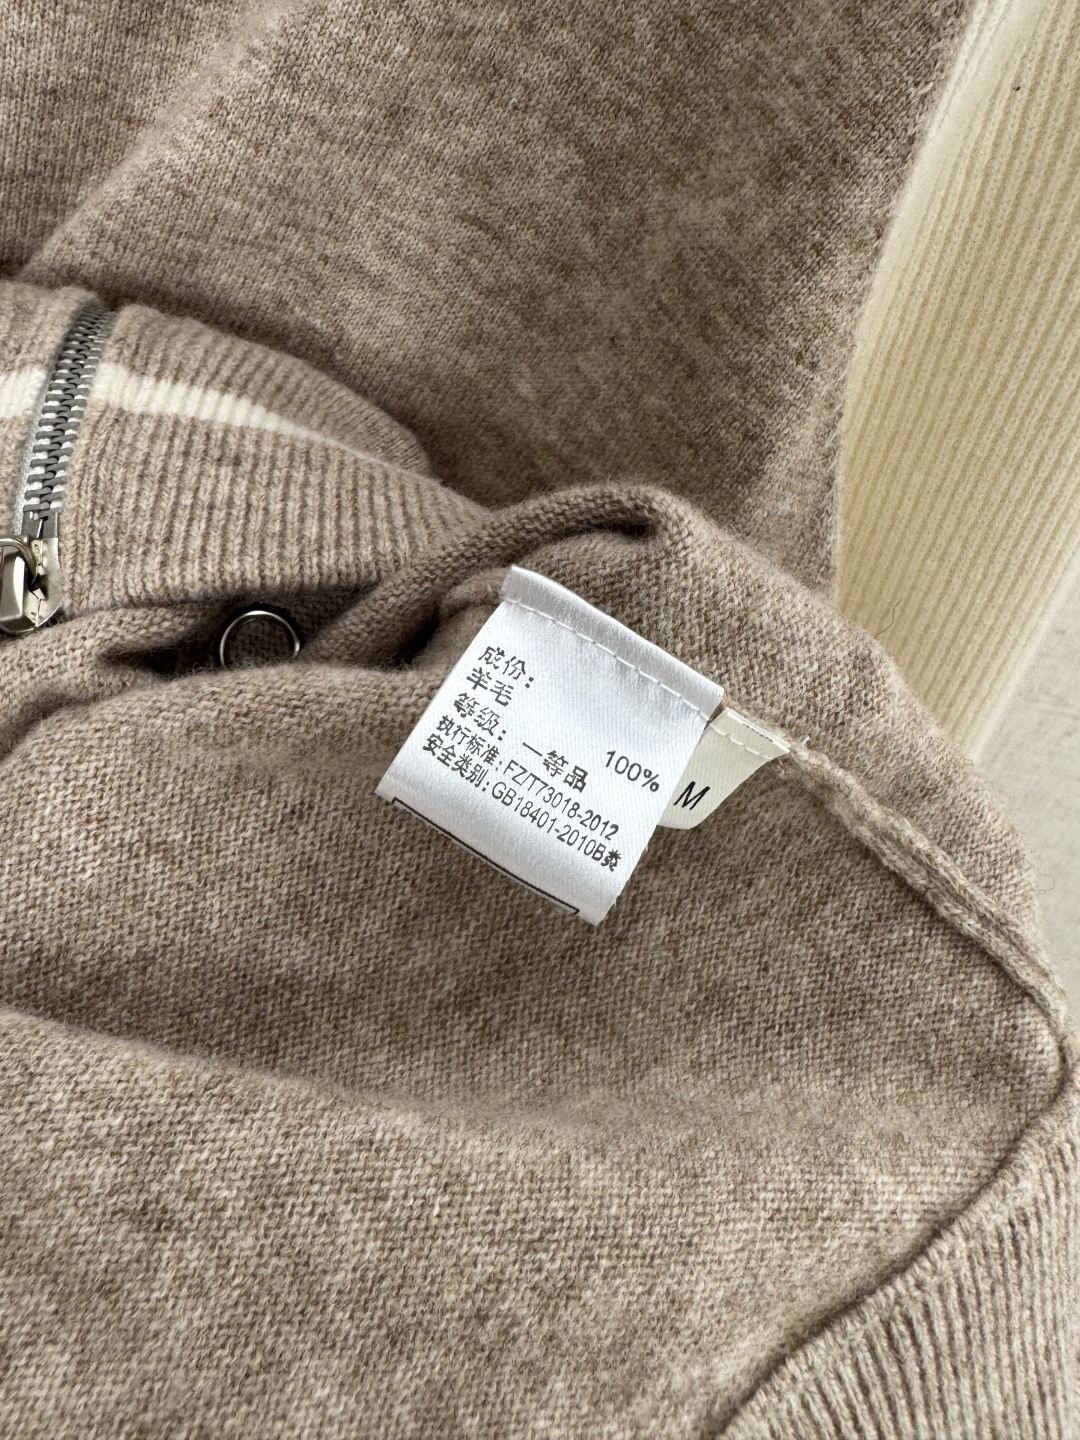 成份:
羊毛 100%
等级: 一等品
执行标准:FZ/T73018-2012
安全类别:GB18401-2010B类
M